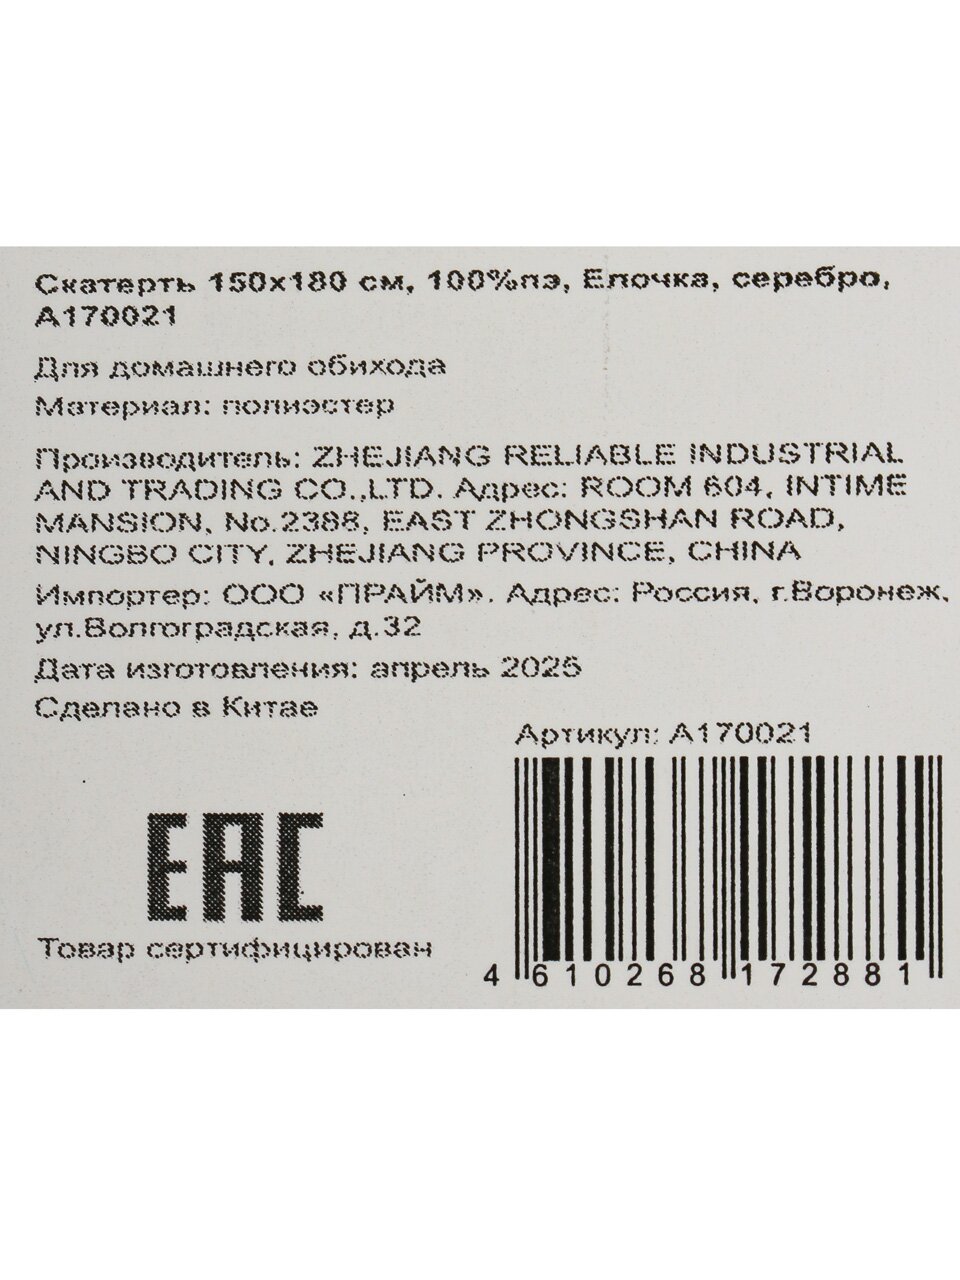 Скатерть 150х180 см, 100%пэ, Елочка, серебро,
А170021
Для домашнего обихода
Материал: полиэстер
Производитель: ZHEJIANG RELIABLE INDUSTRIAL
AND TRADING CO.,LTD. Адрес: ROOM 604, INTIME
MANSION, No.2388, EAST ZHONGSHAN ROAD,
NINGBO CITY, ZHEJIANG PROVINCE, CHINA
Импортер: ООО «ПРАЙМ». Адрес: Россия, г.Воронеж,
ул.Волгоградская, д.32
Дата изготовления: апрель 2025
Сделано в Китае
Артикул: А170021
ЕАС
Товар сертифицирован
4 610268 172881